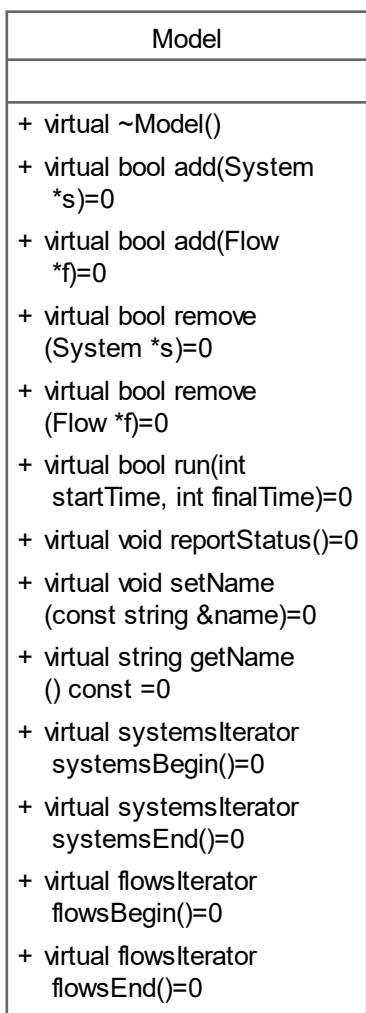 Model
+ virtual ~Model()
+ virtual bool add(System
*s)=0
+ virtual bool add(Flow
*f)=0
+ virtual bool remove
(System *s)=0
+ virtual bool remove
(Flow *f)=0
+ virtual bool run(int
startTime, int finalTime)=0
+ virtual void reportStatus()=0
+ virtual void setName
(const string &name)=0
+ virtual string getName
() const =0
+ virtual systemsIterator
systemsBegin()=0
+ virtual systemsIterator
systemsEnd()=0
+ virtual flowsIterator
flowsBegin()=0
+ virtual flowsIterator
flowsEnd()=0